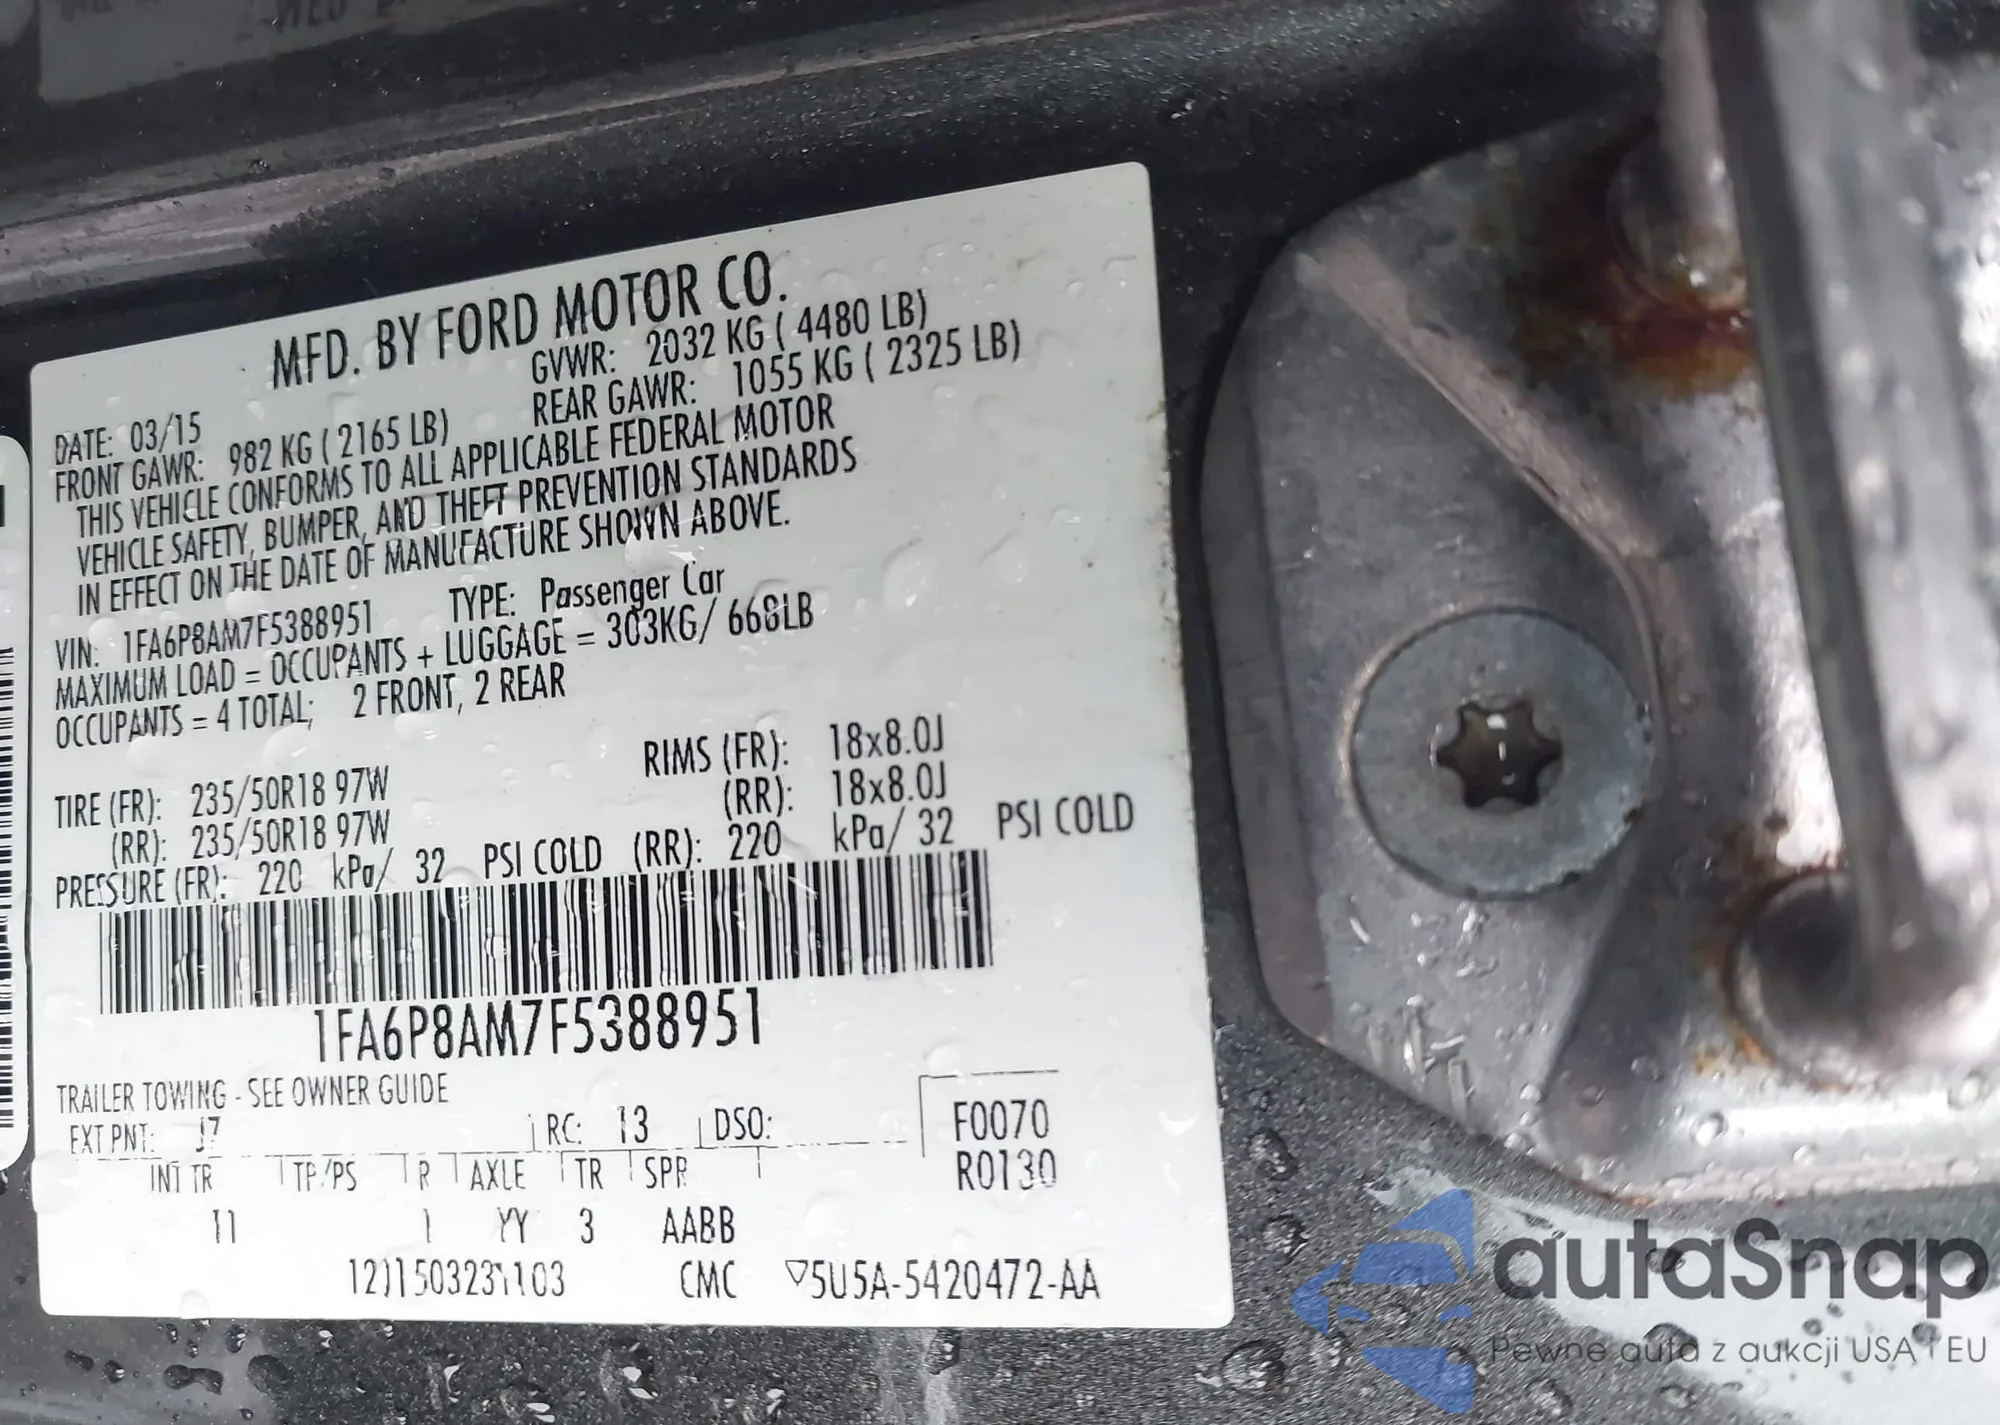 MFD. BY FORD MOTOR CO.
DATE: 03/15 GVWR: 2032 KG ( 4480 LB)
FRONT GAWR: 982 KG ( 2165 LB) REAR GAWR: 1055 KG ( 2325 LB)
THIS VEHICLE CONFORMS TO ALL APPLICABLE FEDERAL MOTOR
VEHICLE SAFETY, BUMPER, AND THEFT PREVENTION STANDARDS
IN EFFECT ON THE DATE OF MANUFACTURE SHOWN ABOVE.
VIN: 1FA6P8AM7F5388951 TYPE: Passenger Car
MAXIMUM LOAD = OCCUPANTS + LUGGAGE = 303KG/ 668LB
OCCUPANTS = 4 TOTAL; 2 FRONT, 2 REAR
TIRE (FR): 235/50R18 97W RIMS (FR): 18x8.0J
(RR): 235/50R18 97W (RR): 18x8.0J
PRESSURE (FR): 220 kPa/ 32 PSI COLD (RR): 220 kPa/ 32 PSI COLD
1FA6P8AM7F5388951
TRAILER TOWING - SEE OWNER GUIDE
EXT PNT: J7 RC: 13 DSO: F0070
INT TR TP/PS R AXLE TR SPR R0130
11 1 YY 3 AABB
CMC ▽5U5A-5420472-AA
autaSnap
Pewne auta z aukcji USA i EU